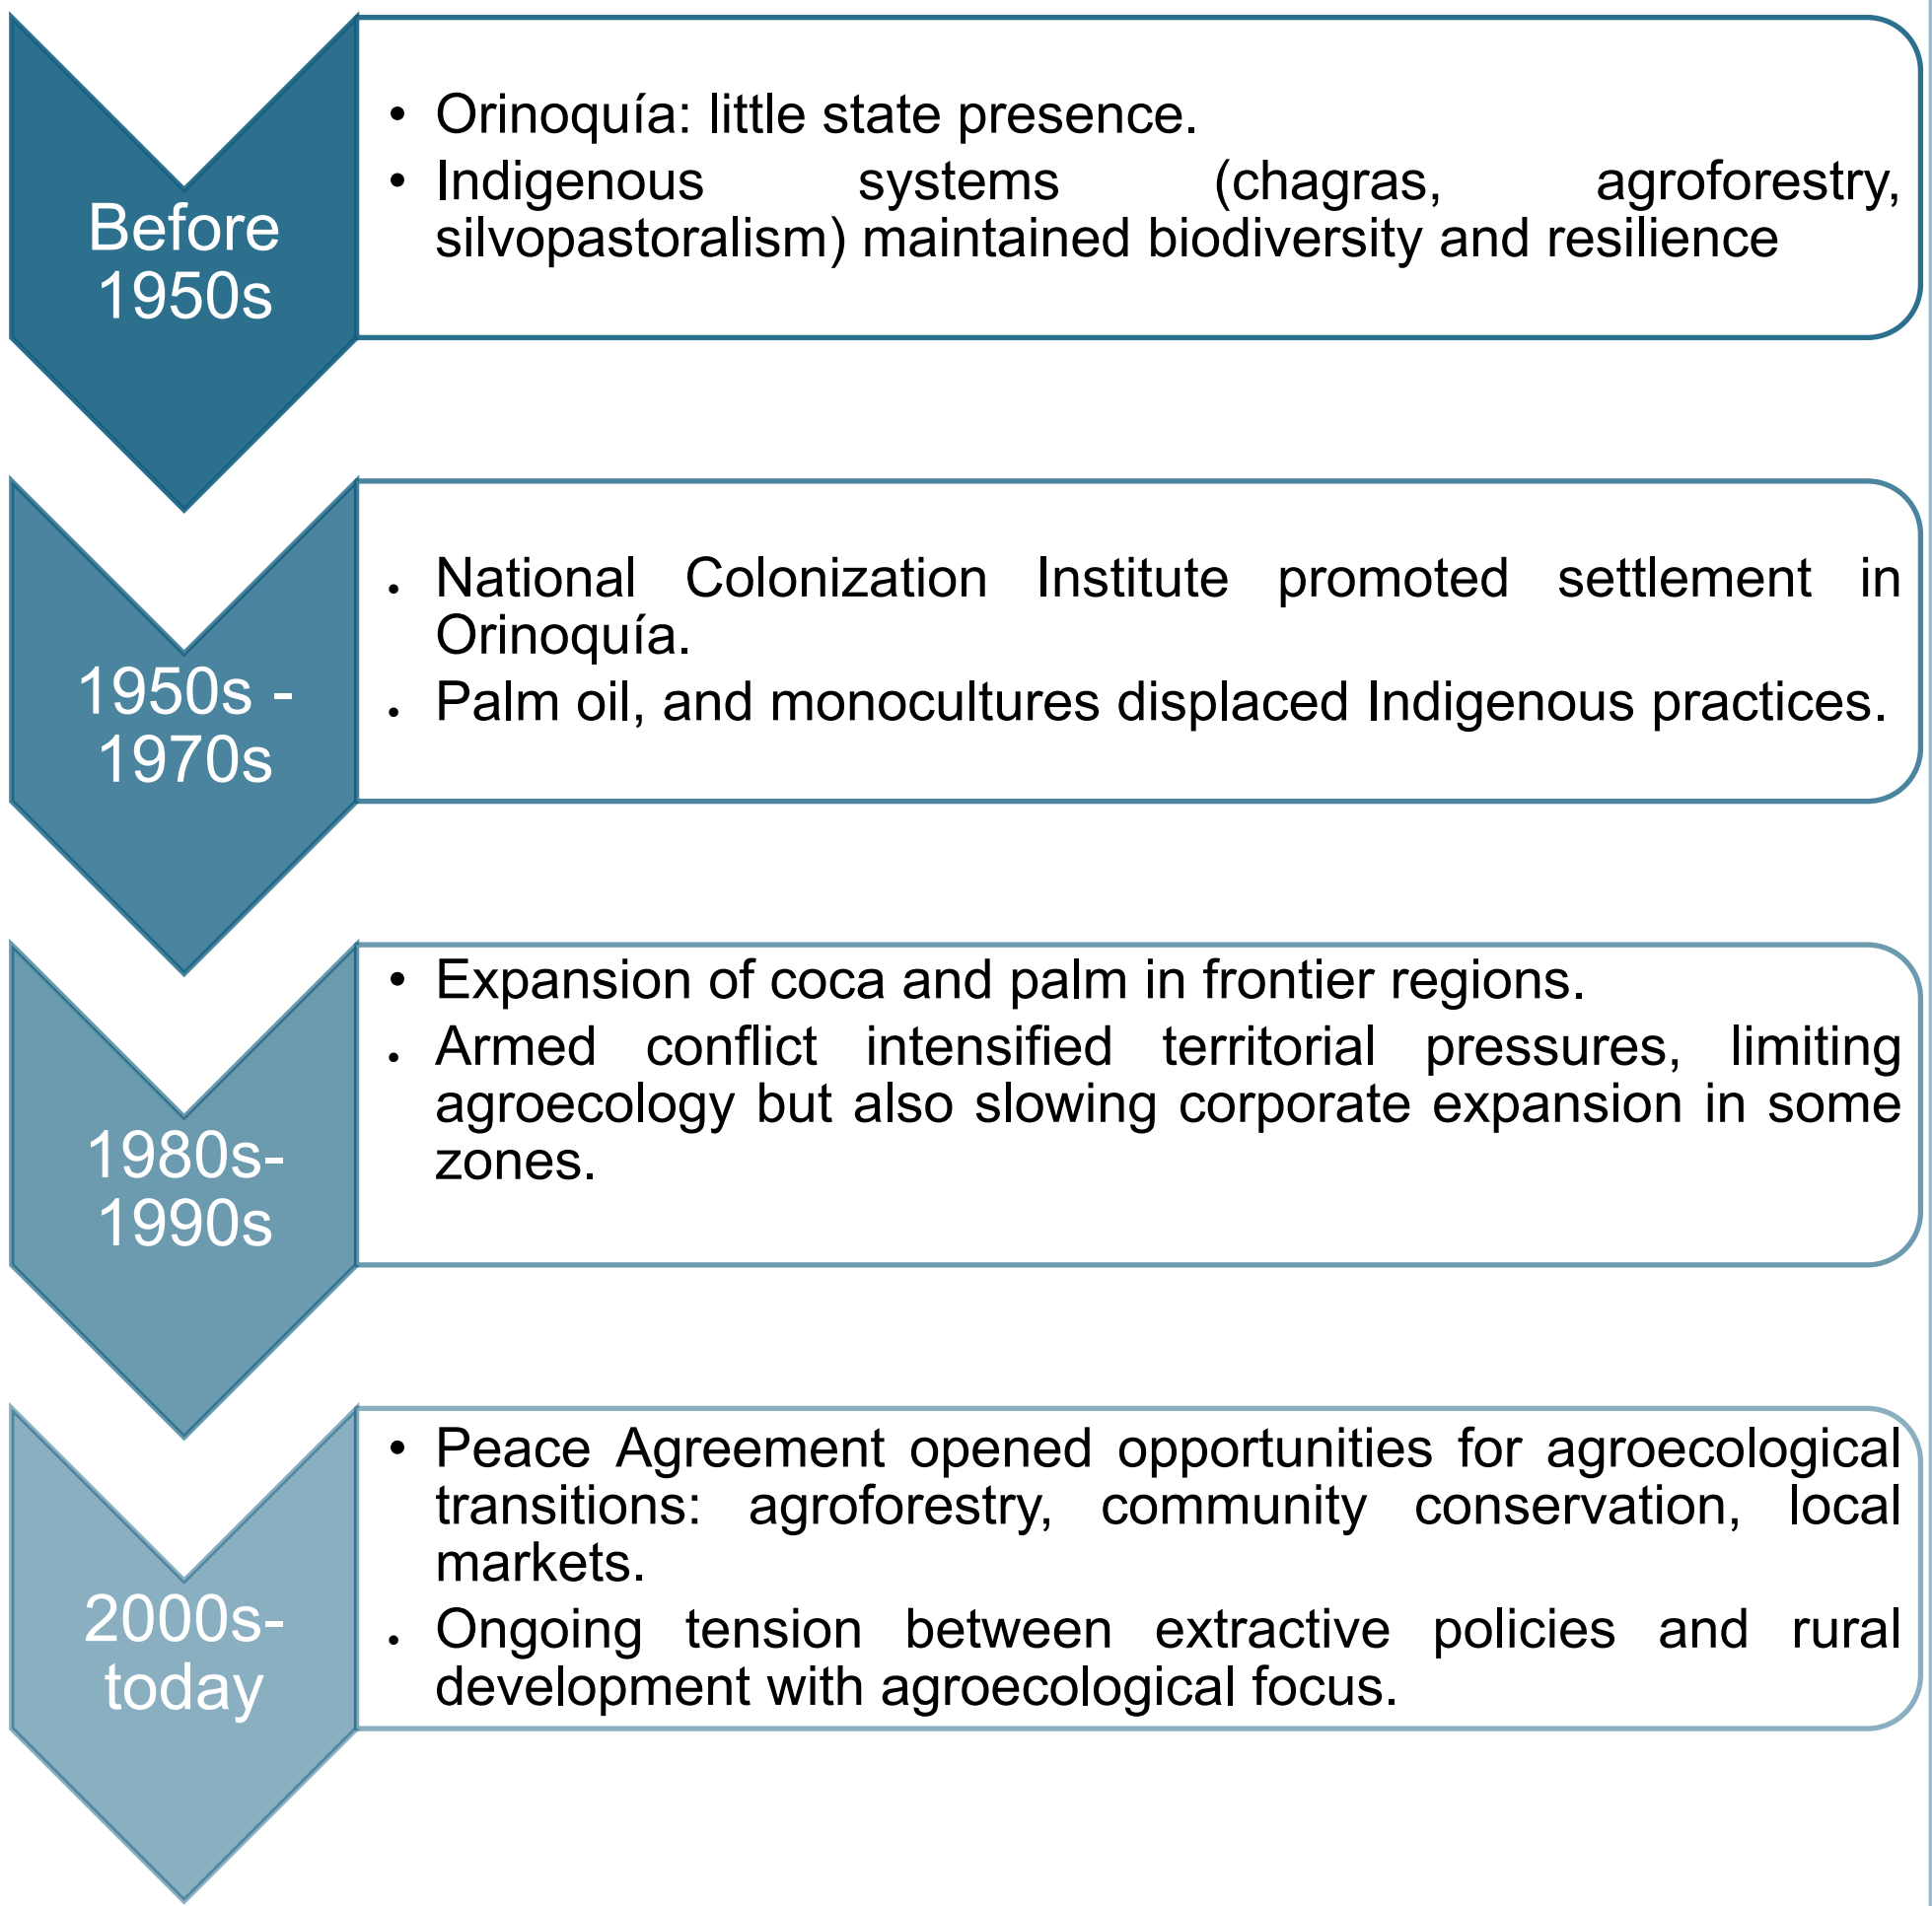 Before
1950s
• Orinoquía: little state presence.
• Indigenous systems (chagras, agroforestry,
silvopastoralism) maintained biodiversity and resilience
1950s -
1970s
• National Colonization Institute promoted settlement in
Orinoquía.
• Palm oil, and monocultures displaced Indigenous practices.
1980s-
1990s
• Expansion of coca and palm in frontier regions.
• Armed conflict intensified territorial pressures, limiting
agroecology but also slowing corporate expansion in some
zones.
2000s-
today
• Peace Agreement opened opportunities for agroecological
transitions: agroforestry, community conservation, local
markets.
• Ongoing tension between extractive policies and rural
development with agroecological focus.